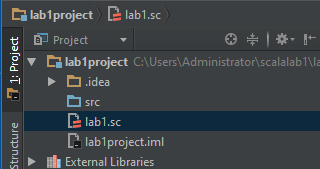 lab1project lab1.sc
1: Project
Project
lab1project C:\Users\Administrator\scalalab1\la
.idea
src
lab1.sc
lab1project.iml
External Libraries
Structure